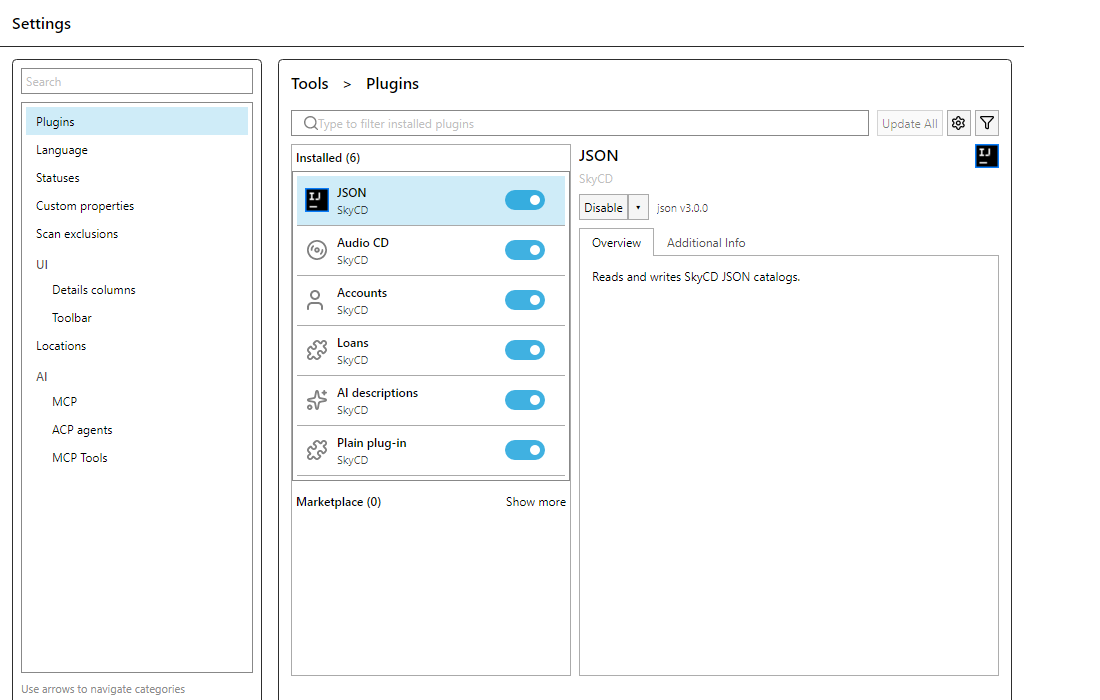 Settings
Search
Plugins
Language
Statuses
Custom properties
Scan exclusions
UI
Details columns
Toolbar
Locations
AI
MCP
ACP agents
MCP Tools
Use arrows to navigate categories
Tools > Plugins
Type to filter installed plugins
Update All
Installed (6)
IJ
JSON
SkyCD
Audio CD
SkyCD
Accounts
SkyCD
Loans
SkyCD
AI descriptions
SkyCD
Plain plug-in
SkyCD
Marketplace (0) Show more
JSON
IJ
SkyCD
Disable json v3.0.0
Overview Additional Info
Reads and writes SkyCD JSON catalogs.